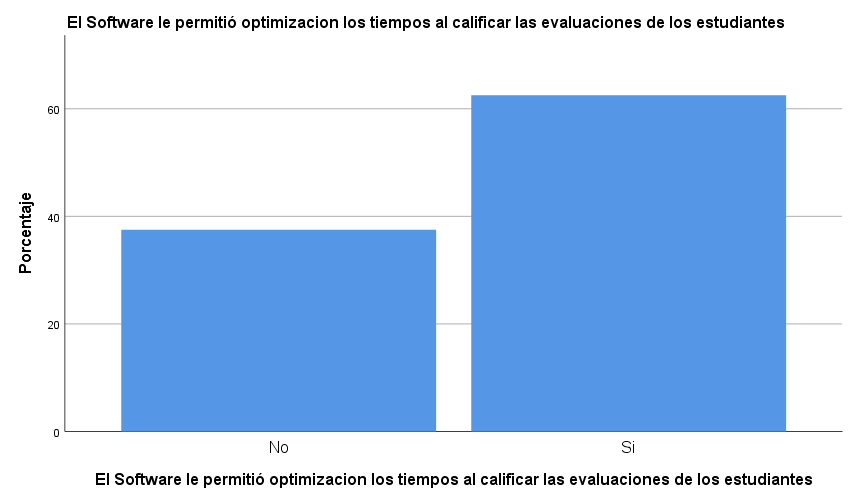 El Software le permitió optimizacion los tiempos al calificar las evaluaciones de los estudiantes
60
40
20
0
Porcentaje
No
Si
El Software le permitió optimizacion los tiempos al calificar las evaluaciones de los estudiantes